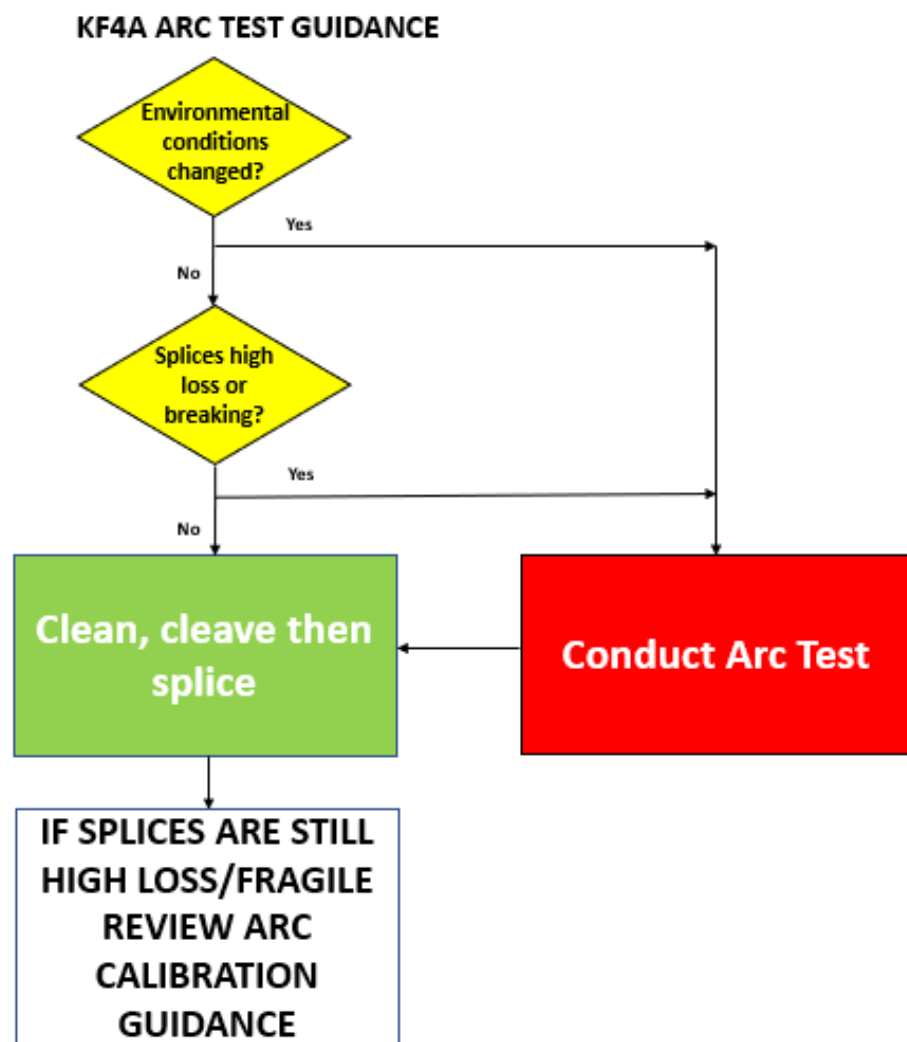 KF4A ARC TEST GUIDANCE
Environmental
conditions
changed?
Yes
No
Splices high
loss or
breaking?
Yes
No
Clean, cleave then
splice
Conduct Arc Test
IF SPLICES ARE STILL
HIGH LOSS/FRAGILE
REVIEW ARC
CALIBRATION
GUIDANCE